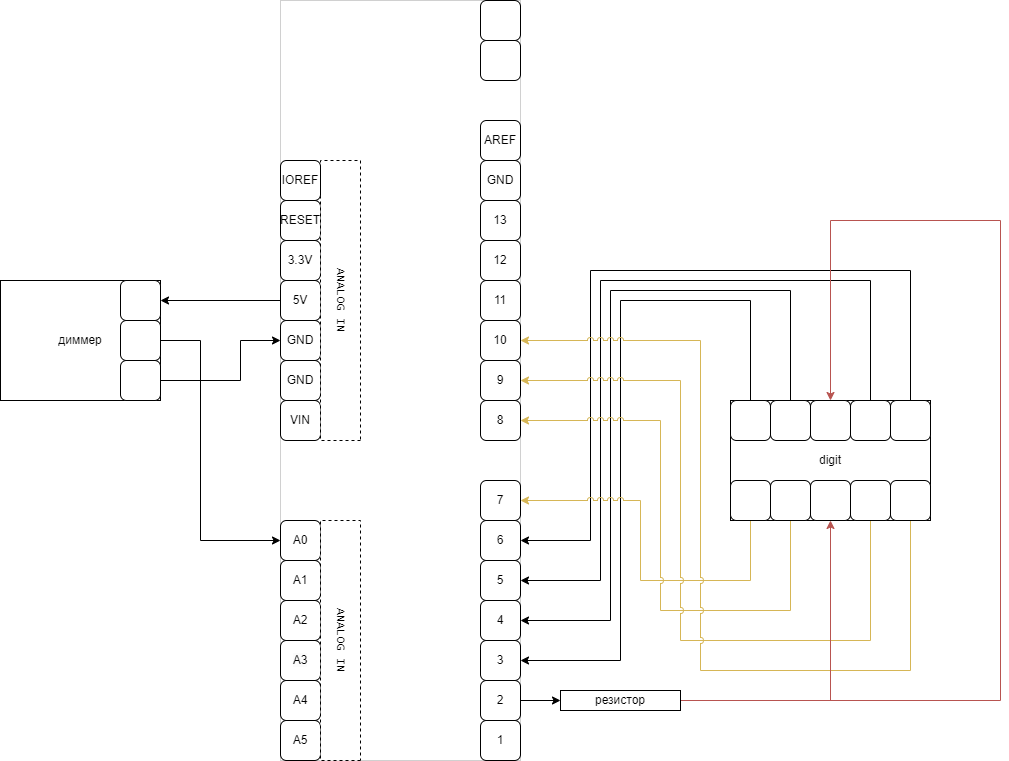 AREF
IOREF
GND
RESET
13
3.3V
12
ANALOG IN
5V
11
диммер
GND
10
GND
9
VIN
8
digit
7
A0
6
A1
5
A2
4
ANALOG IN
A3
3
A4
2
резистор
A5
1